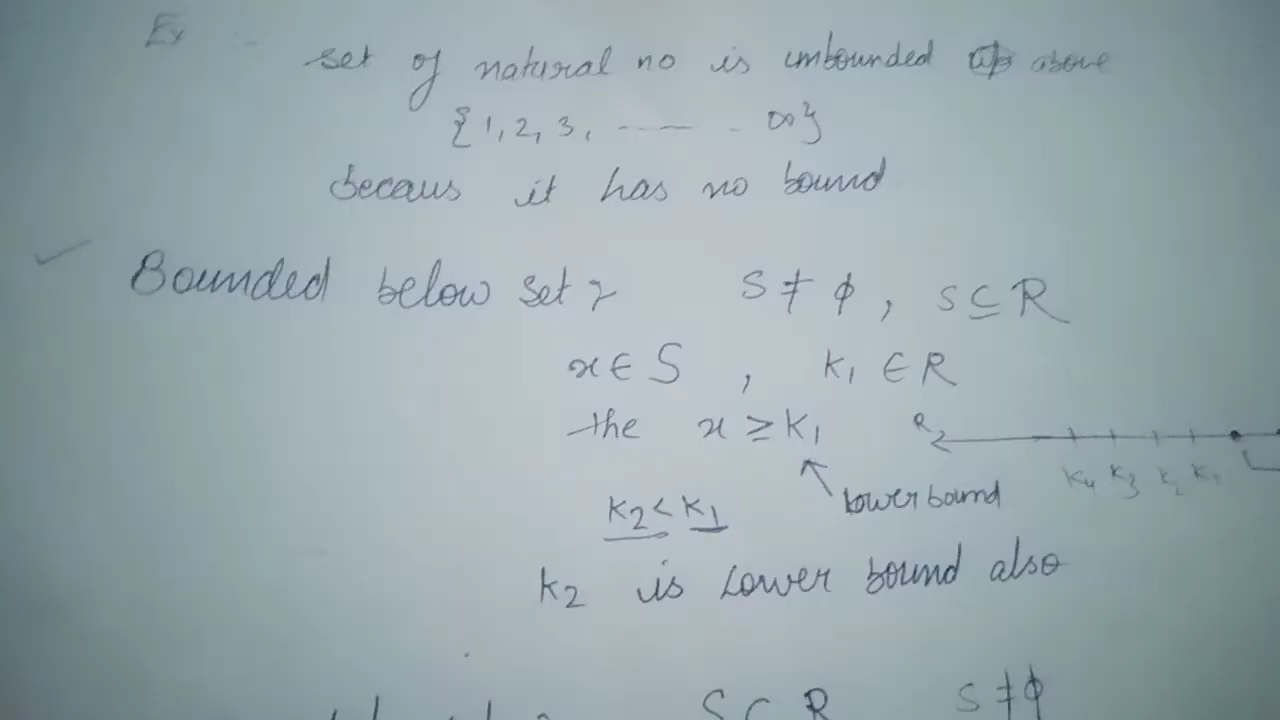 Ex
set of natural no is unbounded above
{1, 2, 3, ------ - ∞}
becaus it has no bound
Bounded below set S ≠ ϕ, S ⊆ R
x ∈ S , K1 ∈ R
the x ≥ K1
R
K4 K3 K2 K1
lower bound
K2 < K1
K2 is Lower bound also
S ⊂ R S ≠ ϕ